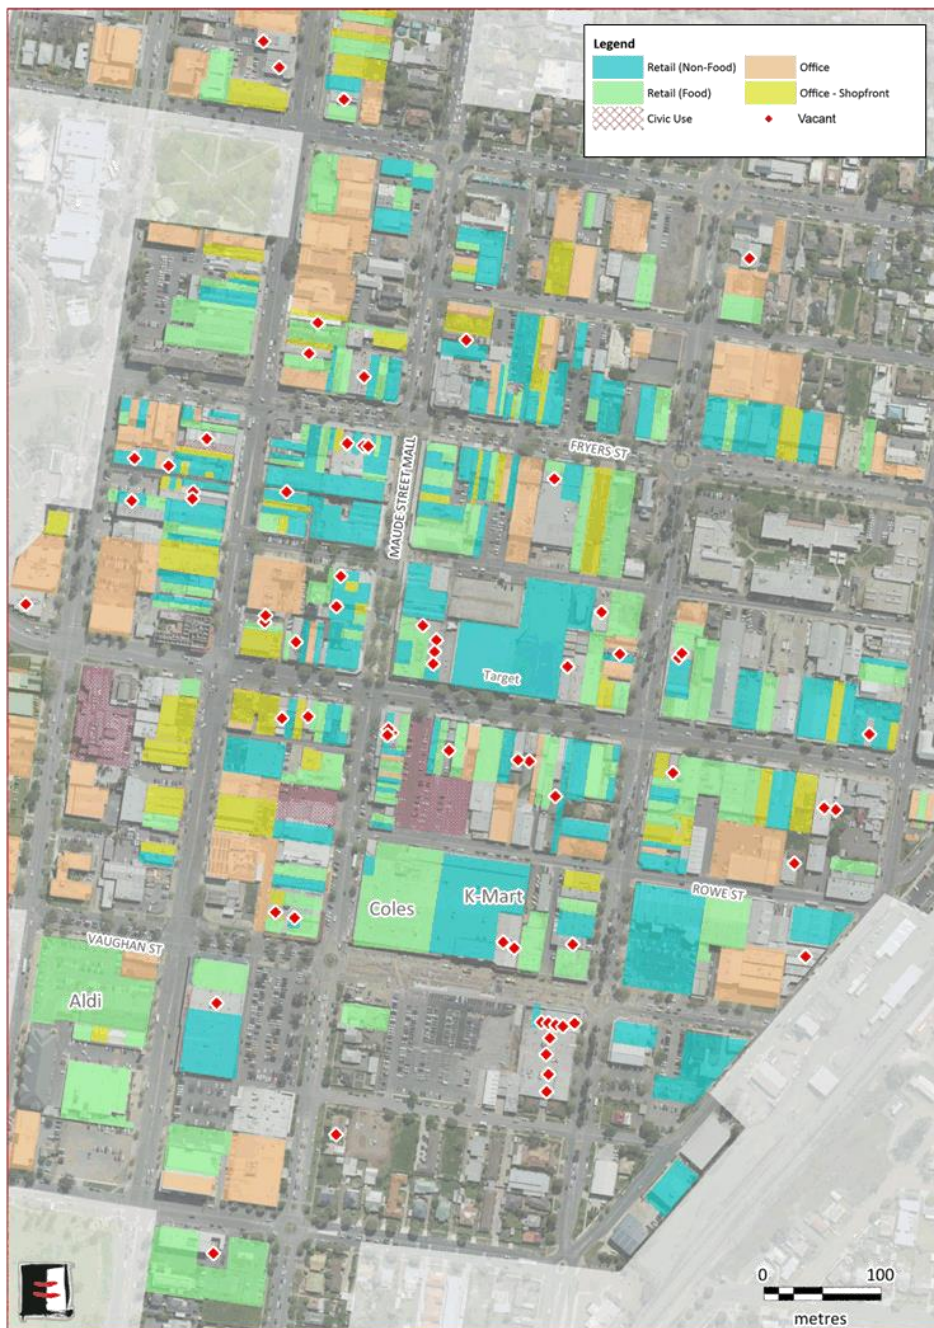 Legend
Retail (Non-Food)
Office
Retail (Food)
Office - Shopfront
Civic Use
Vacant
FRYERS ST
MAUDE STREET MALL
Target
ROWE ST
Coles
K-Mart
VAUGHAN ST
Aldi
0
100
metres